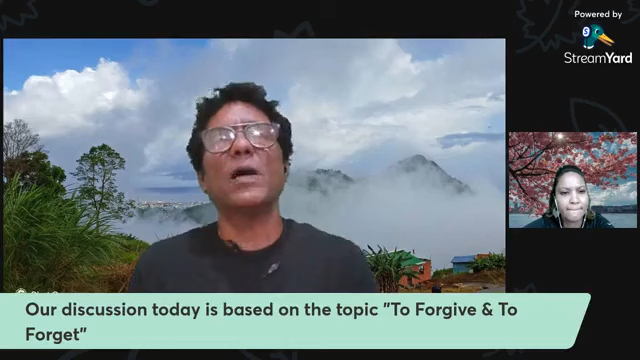 Powered by
StreamYard
Our discussion today is based on the topic "To Forgive & To
Forget"